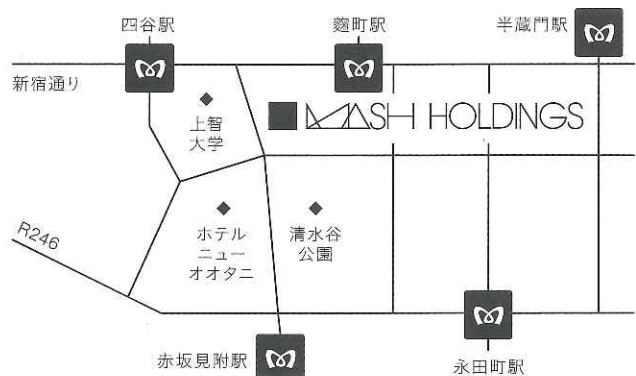 四谷駅
麴町駅
半蔵門駅
新宿通り
上智
大学
MASH HOLDINGS
R246
ホテル
ニュー
オオタニ
清水谷
公園
赤坂見附駅
永田町駅